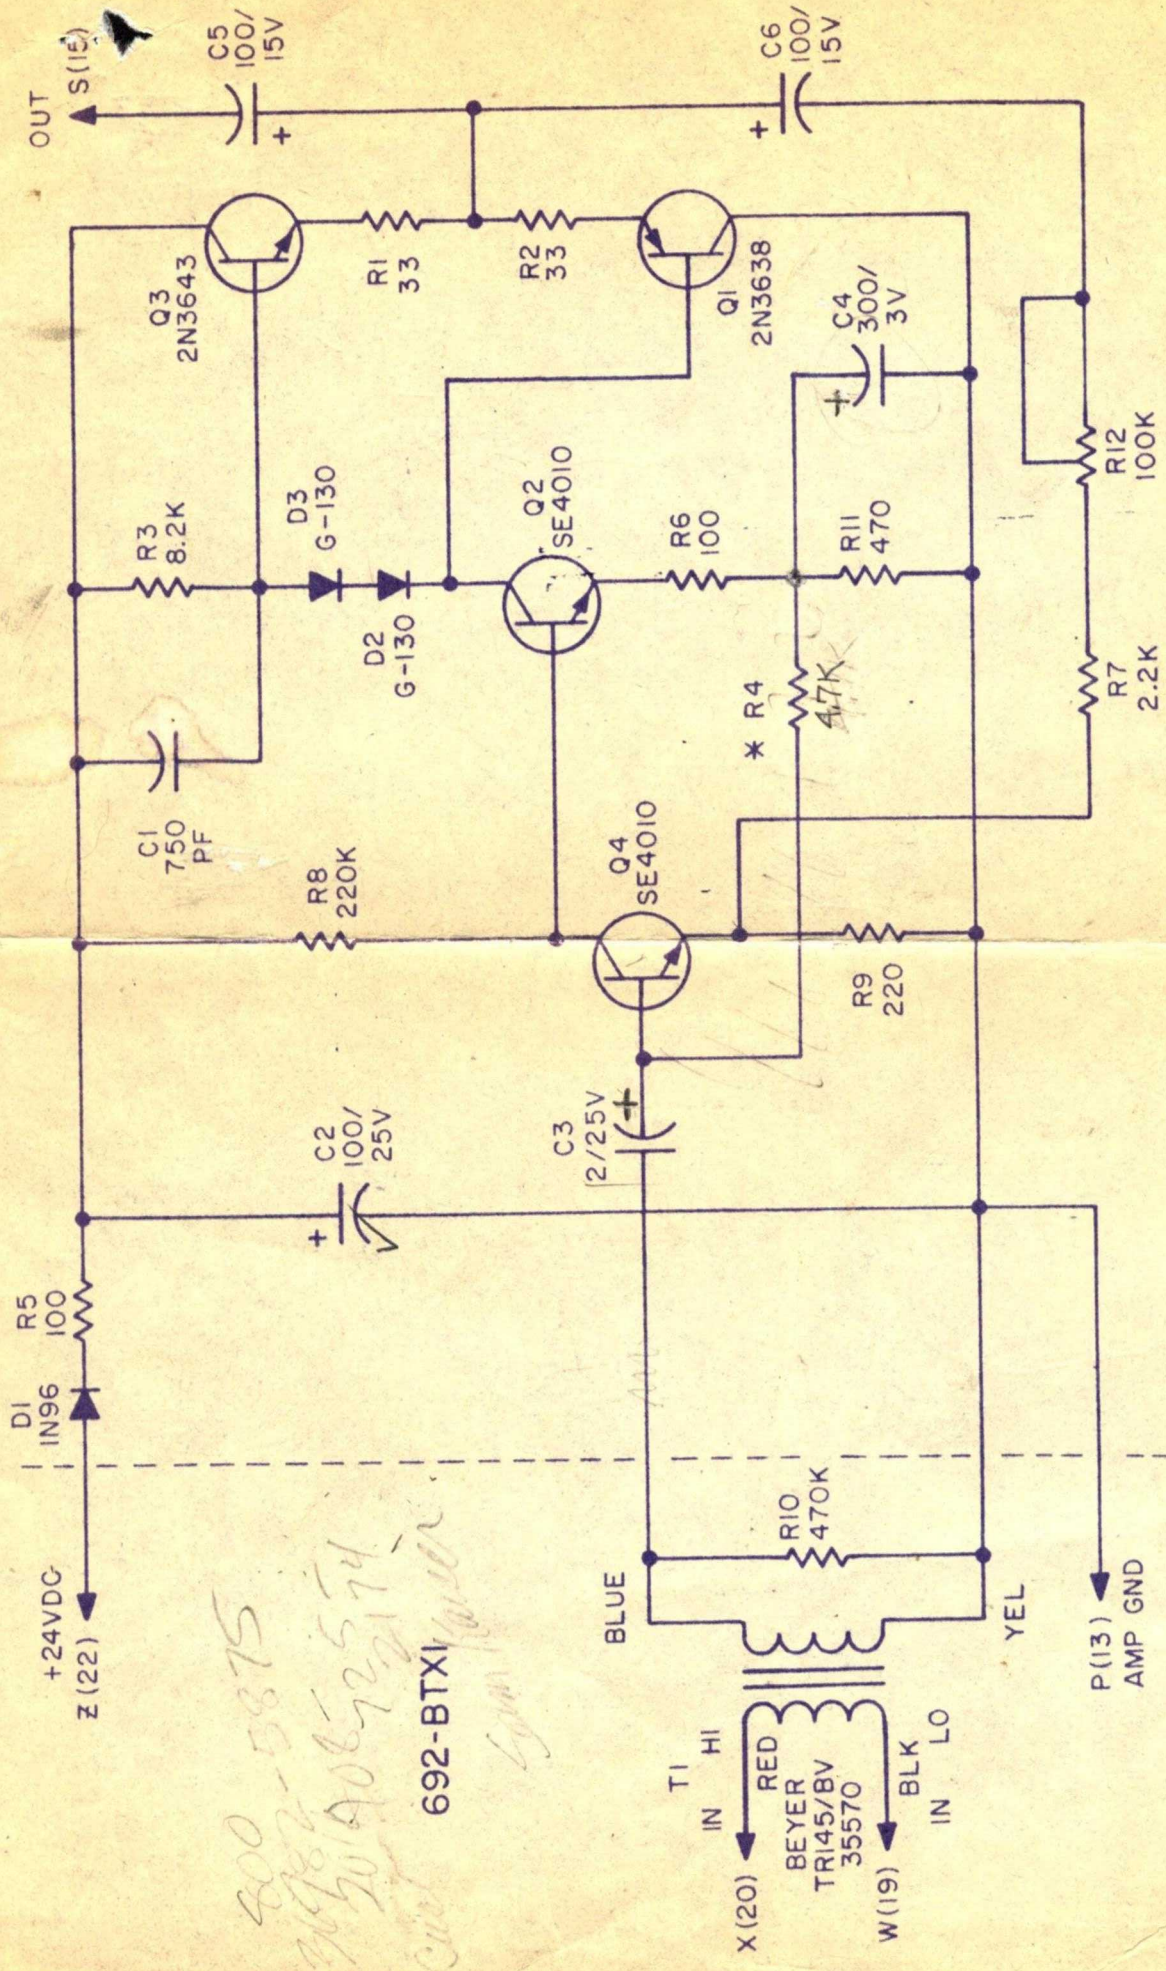 OUT
S(15)
C5
100/
15V
+
C6
100/
15V
+
Q3
2N3643
R1
33
R2
33
Q1
2N3638
C4
300/
3V
+
R3
8.2K
D3
G-130
D2
G-130
Q2
SE4010
R6
100
R11
470
R12
100K
C1
750
PF
R8
220K
Q4
SE4010
* R4
4.7K
R7
2.2K
R9
220
C2
100/
25V
+
C3
2/25V
+
R5
100
D1
1N96
+24VDC
Z(22)
692-BTX1
BLUE
R10
470K
YEL
P(13)
AMP GND
T1
IN HI
RED
BEYER
TR145/BV
35570
BLK
IN LO
X(20)
W(19)
800